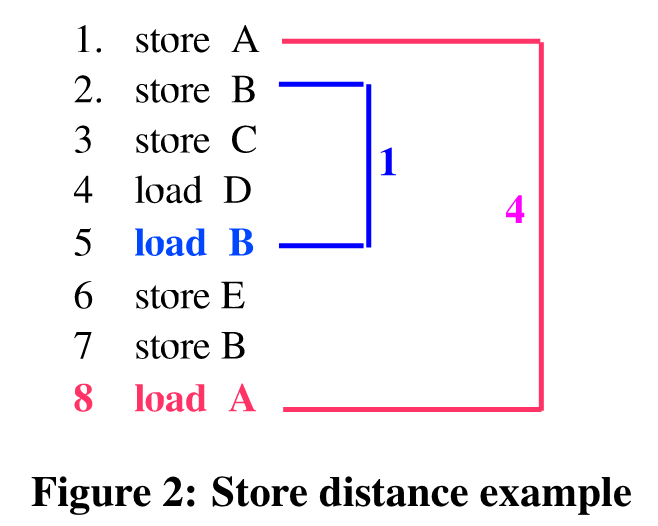 1. store A
2. store B
3 store C
1
4 load D
4
5 load B
6 store E
7 store B
8 load A
Figure 2: Store distance example